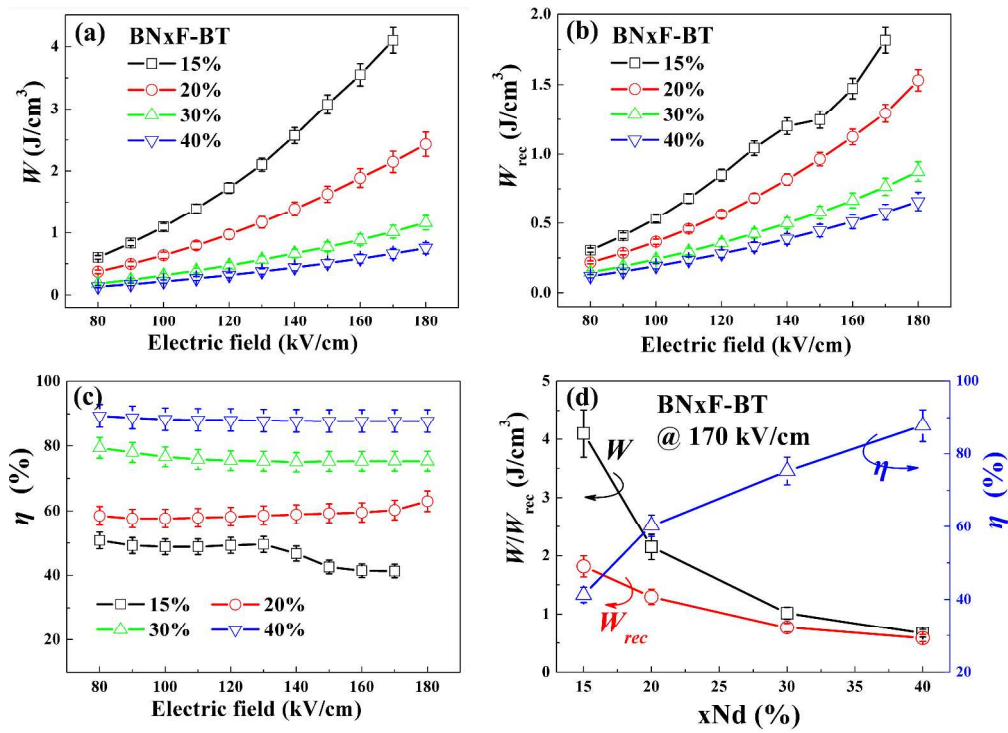 (a)
BNxF-BT
15%
20%
30%
40%
W (J/cm³)
4
3
2
1
0
80 100 120 140 160 180
Electric field (kV/cm)
(b)
BNxF-BT
15%
20%
30%
40%
Wrec (J/cm³)
2.0
1.5
1.0
0.5
0.0
80 100 120 140 160 180
Electric field (kV/cm)
(c)
η (%)
100
80
60
40
20
15% 20%
30% 40%
80 100 120 140 160 180
Electric field (kV/cm)
(d)
BNxF-BT
@ 170 kV/cm
W/Wrec (J/cm³)
5
4
3
2
1
0
W
Wrec
η
100
80
60
40
20
η (%)
15 20 25 30 35 40
xNd (%)